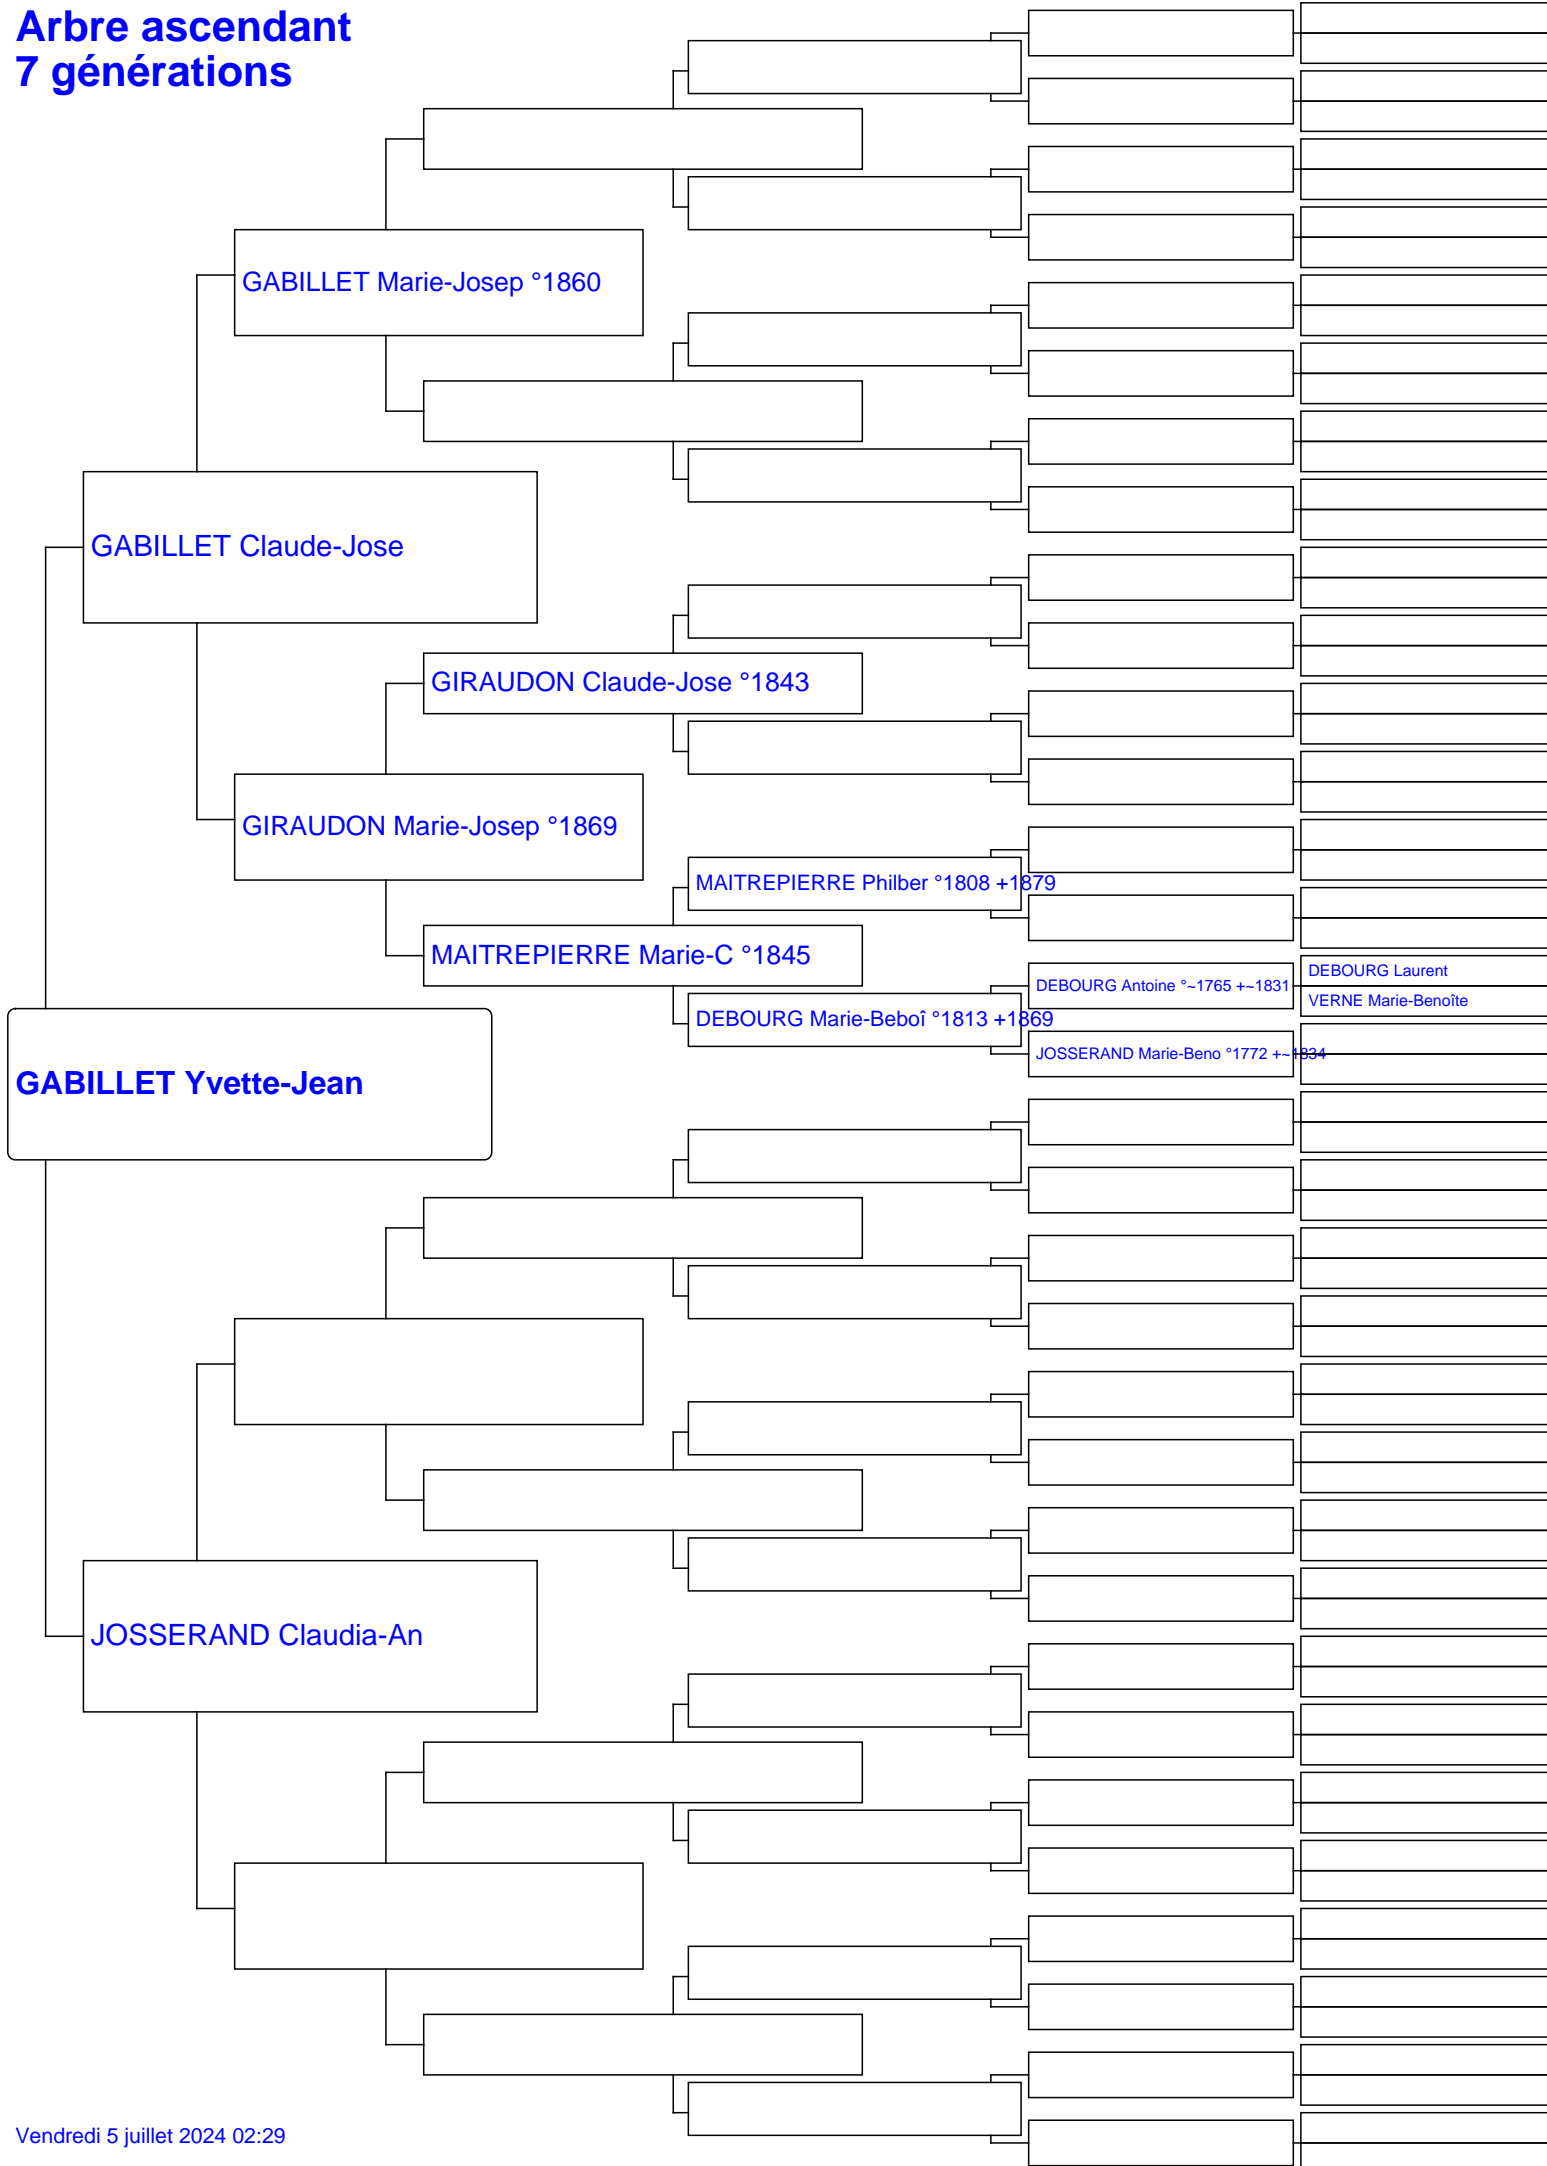 Arbre ascendant
7 générations
GABILLET Marie-Josep °1860
GABILLET Claude-Jose
GIRAUDON Claude-Jose °1843
GIRAUDON Marie-Josep °1869
MAITREPIERRE Philber °1808 +1879
MAITREPIERRE Marie-C °1845
DEBOURG Antoine °~1765 +~1831
DEBOURG Laurent
VERNE Marie-Benoîte
DEBOURG Marie-Beboî °1813 +1869
JOSSERAND Marie-Beno °1772 +~1834
GABILLET Yvette-Jean
JOSSERAND Claudia-An
Vendredi 5 juillet 2024 02:29